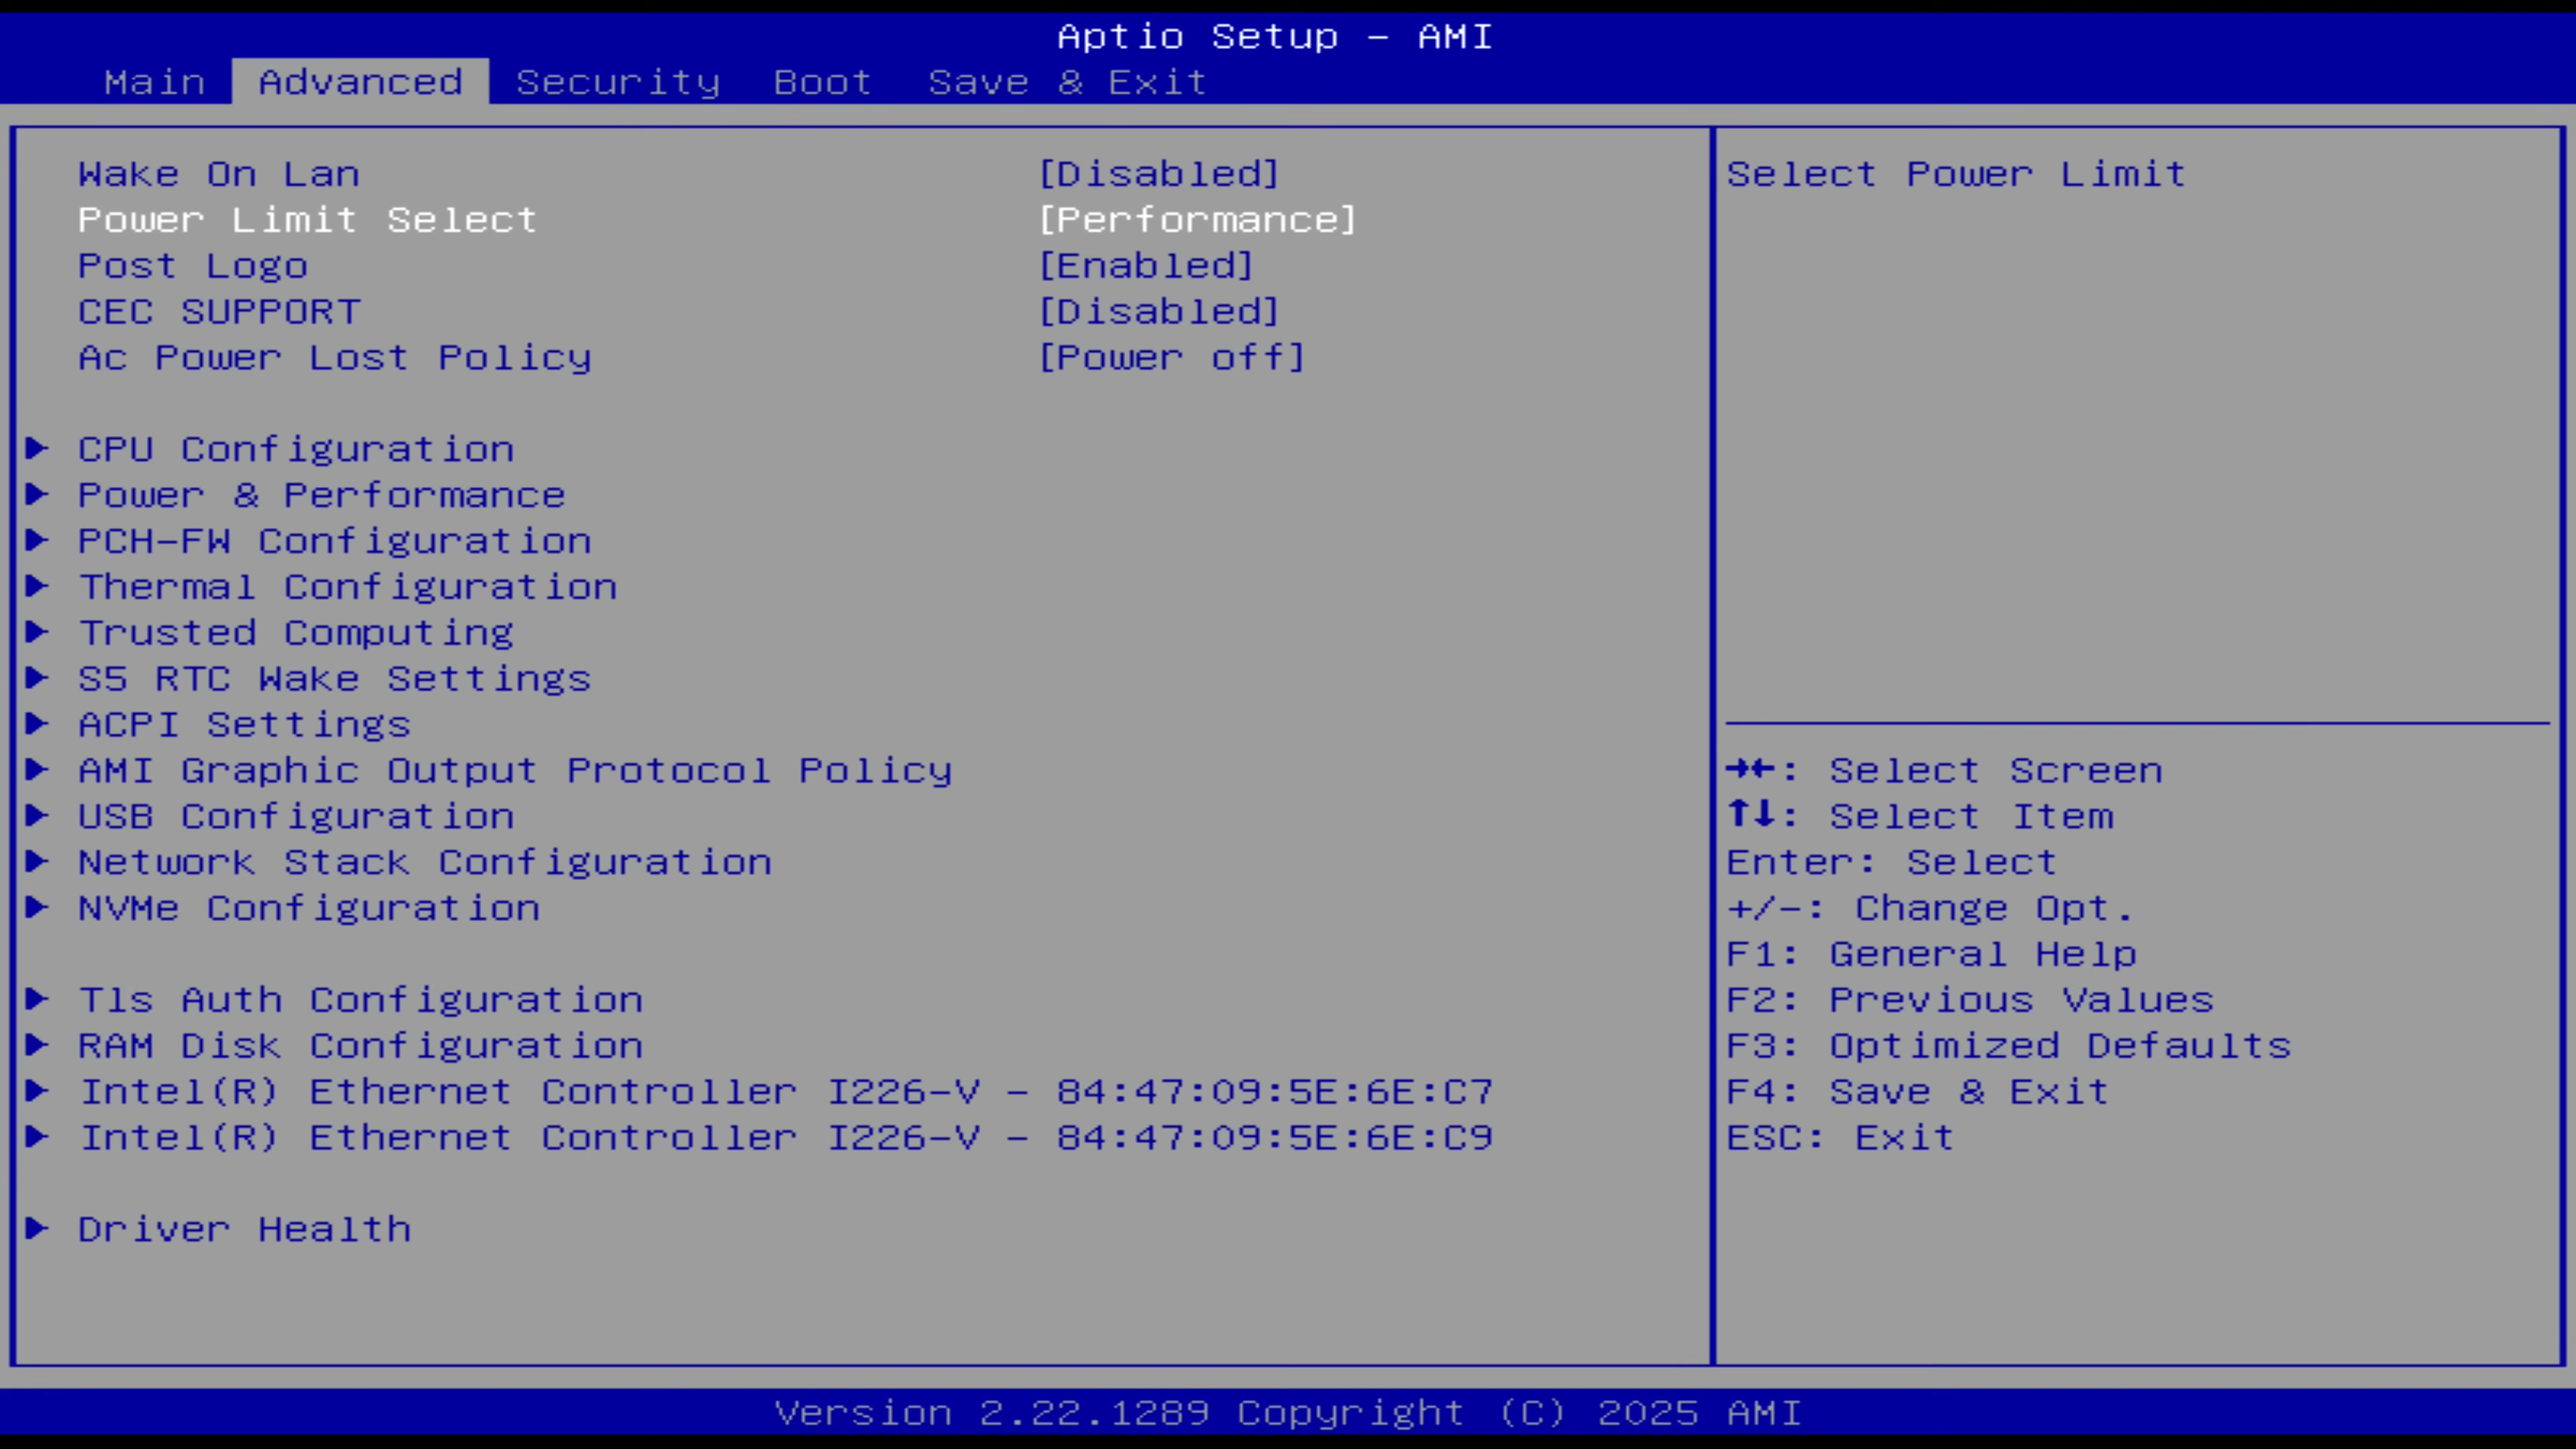 Aptio Setup – AMI
Main Advanced Security Boot Save & Exit
Wake On Lan [Disabled]
Power Limit Select [Performance]
Post Logo [Enabled]
CEC SUPPORT [Disabled]
Ac Power Lost Policy [Power off]
▶ CPU Configuration
▶ Power & Performance
▶ PCH-FW Configuration
▶ Thermal Configuration
▶ Trusted Computing
▶ S5 RTC Wake Settings
▶ ACPI Settings
▶ AMI Graphic Output Protocol Policy
▶ USB Configuration
▶ Network Stack Configuration
▶ NVMe Configuration
▶ Tls Auth Configuration
▶ RAM Disk Configuration
▶ Intel(R) Ethernet Controller I226-V - 84:47:09:5E:6E:C7
▶ Intel(R) Ethernet Controller I226-V - 84:47:09:5E:6E:C9
▶ Driver Health
Select Power Limit
→←: Select Screen
↑↓: Select Item
Enter: Select
+/-: Change Opt.
F1: General Help
F2: Previous Values
F3: Optimized Defaults
F4: Save & Exit
ESC: Exit
Version 2.22.1289 Copyright (C) 2025 AMI